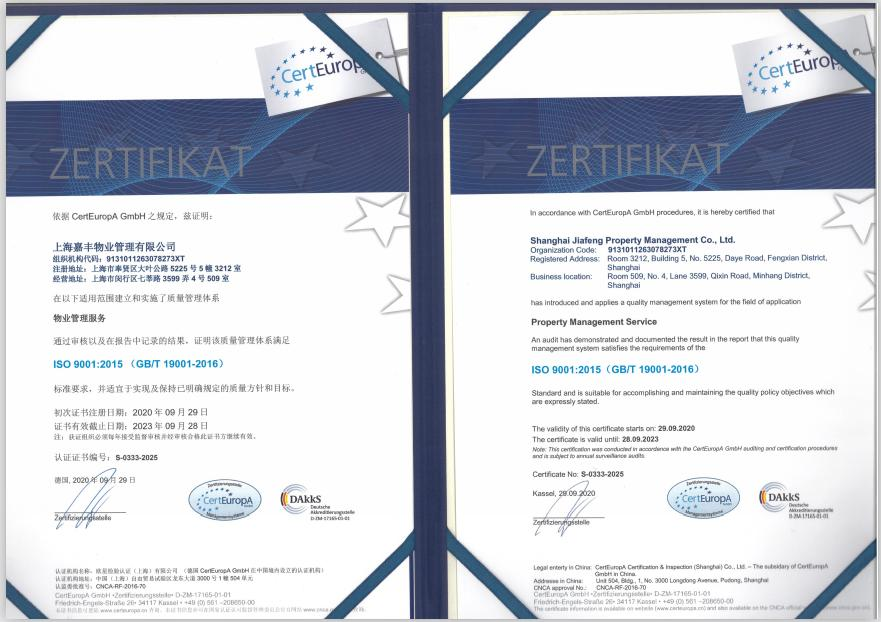 CertEuropA
ZERTIFIKAT
依据 CertEuropA GmbH 之规定，兹证明：
上海嘉丰物业管理有限公司
组织机构代码：9131011263078273XT
注册地址：上海市奉贤区大叶公路 5225 号 5 幢 3212 室
经营地址：上海市闵行区七莘路 3599 弄 4 号 509 室
在以下适用范围建立和实施了质量管理体系
物业管理服务
通过审核以及在报告中记录的结果，证明该质量管理体系满足
ISO 9001:2015 （GB/T 19001-2016）
标准要求，并适宜于实现及保持已明确规定的质量方针和目标。
初次证书注册日期：2020 年 09 月 29 日
证书有效截止日期：2023 年 09 月 28 日
注：获证组织必须每年接受监督审核并经审核合格此证书方继续有效。
认证证书编号：S-0333-2025
德国, 2020 年 09 月 29 日
Zertifizierungsstelle
Zertifizierungsstelle
CertEuropA
Managementsysteme
DAkkS
Deutsche
Akkreditierungsstelle
D-ZM-17165-01-01
认证机构名称：欧星检验认证（上海）有限公司 （德国 CertEuropA GmbH 在中国境内设立的认证机构）
认证机构地址：中国（上海）自由贸易试验区龙东大道 3000 号 1 幢 504 单元
认监委批准号：CNCA-RF-2016-70
CertEuropA GmbH •Zertifizierungsstelle• D-ZM-17165-01-01
Friedrich-Engels-Straße 26• 34117 Kassel • +49 (0) 561 –208650-00
CertEuropA
ZERTIFIKAT
In accordance with CertEuropA GmbH procedures, it is hereby certified that
Shanghai Jiafeng Property Management Co., Ltd.
Organization Code: 9131011263078273XT
Registered Address: Room 3212, Building 5, No. 5225, Daye Road, Fengxian District,
Shanghai
Business location: Room 509, No. 4, Lane 3599, Qixin Road, Minhang District,
Shanghai
has introduced and applies a quality management system for the field of application
Property Management Service
An audit has demonstrated and documented the result in the report that this quality
management system satisfies the requirements of the
ISO 9001:2015（GB/T 19001-2016）
Standard and is suitable for accomplishing and maintaining the quality policy objectives which
are expressly stated.
The validity of this certificate starts on: 29.09.2020
The certificate is valid until: 28.09.2023
Note: This certification was conducted in accordance with the CertEuropA GmbH auditing and certification procedures
and is subject to annual surveillance audits.
Certificate No: S-0333-2025
Kassel, 29.09.2020
Zertifizierungsstelle
Zertifizierungsstelle
CertEuropA
Managementsysteme
DAkkS
Deutsche
Akkreditierungsstelle
D-ZM-17165-01-01
Legal enterty in China: CertEuropA Certification & Inspection (Shanghai) Co., Ltd. – The subsidary of CertEuropA
GmbH in China.
Addresse in China: Unit 504, Bldg., 1, No. 3000 Longdong Avenue, Pudong, Shanghai
CNCA approval No.: CNCA-RF-2016-70
CertEuropA GmbH •Zertifizierungsstelle• D-ZM-17165-01-01
Friedrich-Engels-Straße 26• 34117 Kassel • +49 (0) 561 –208650-00
The certificate information is available on website (www.certeuropa.cn) and also available on the CNCA official